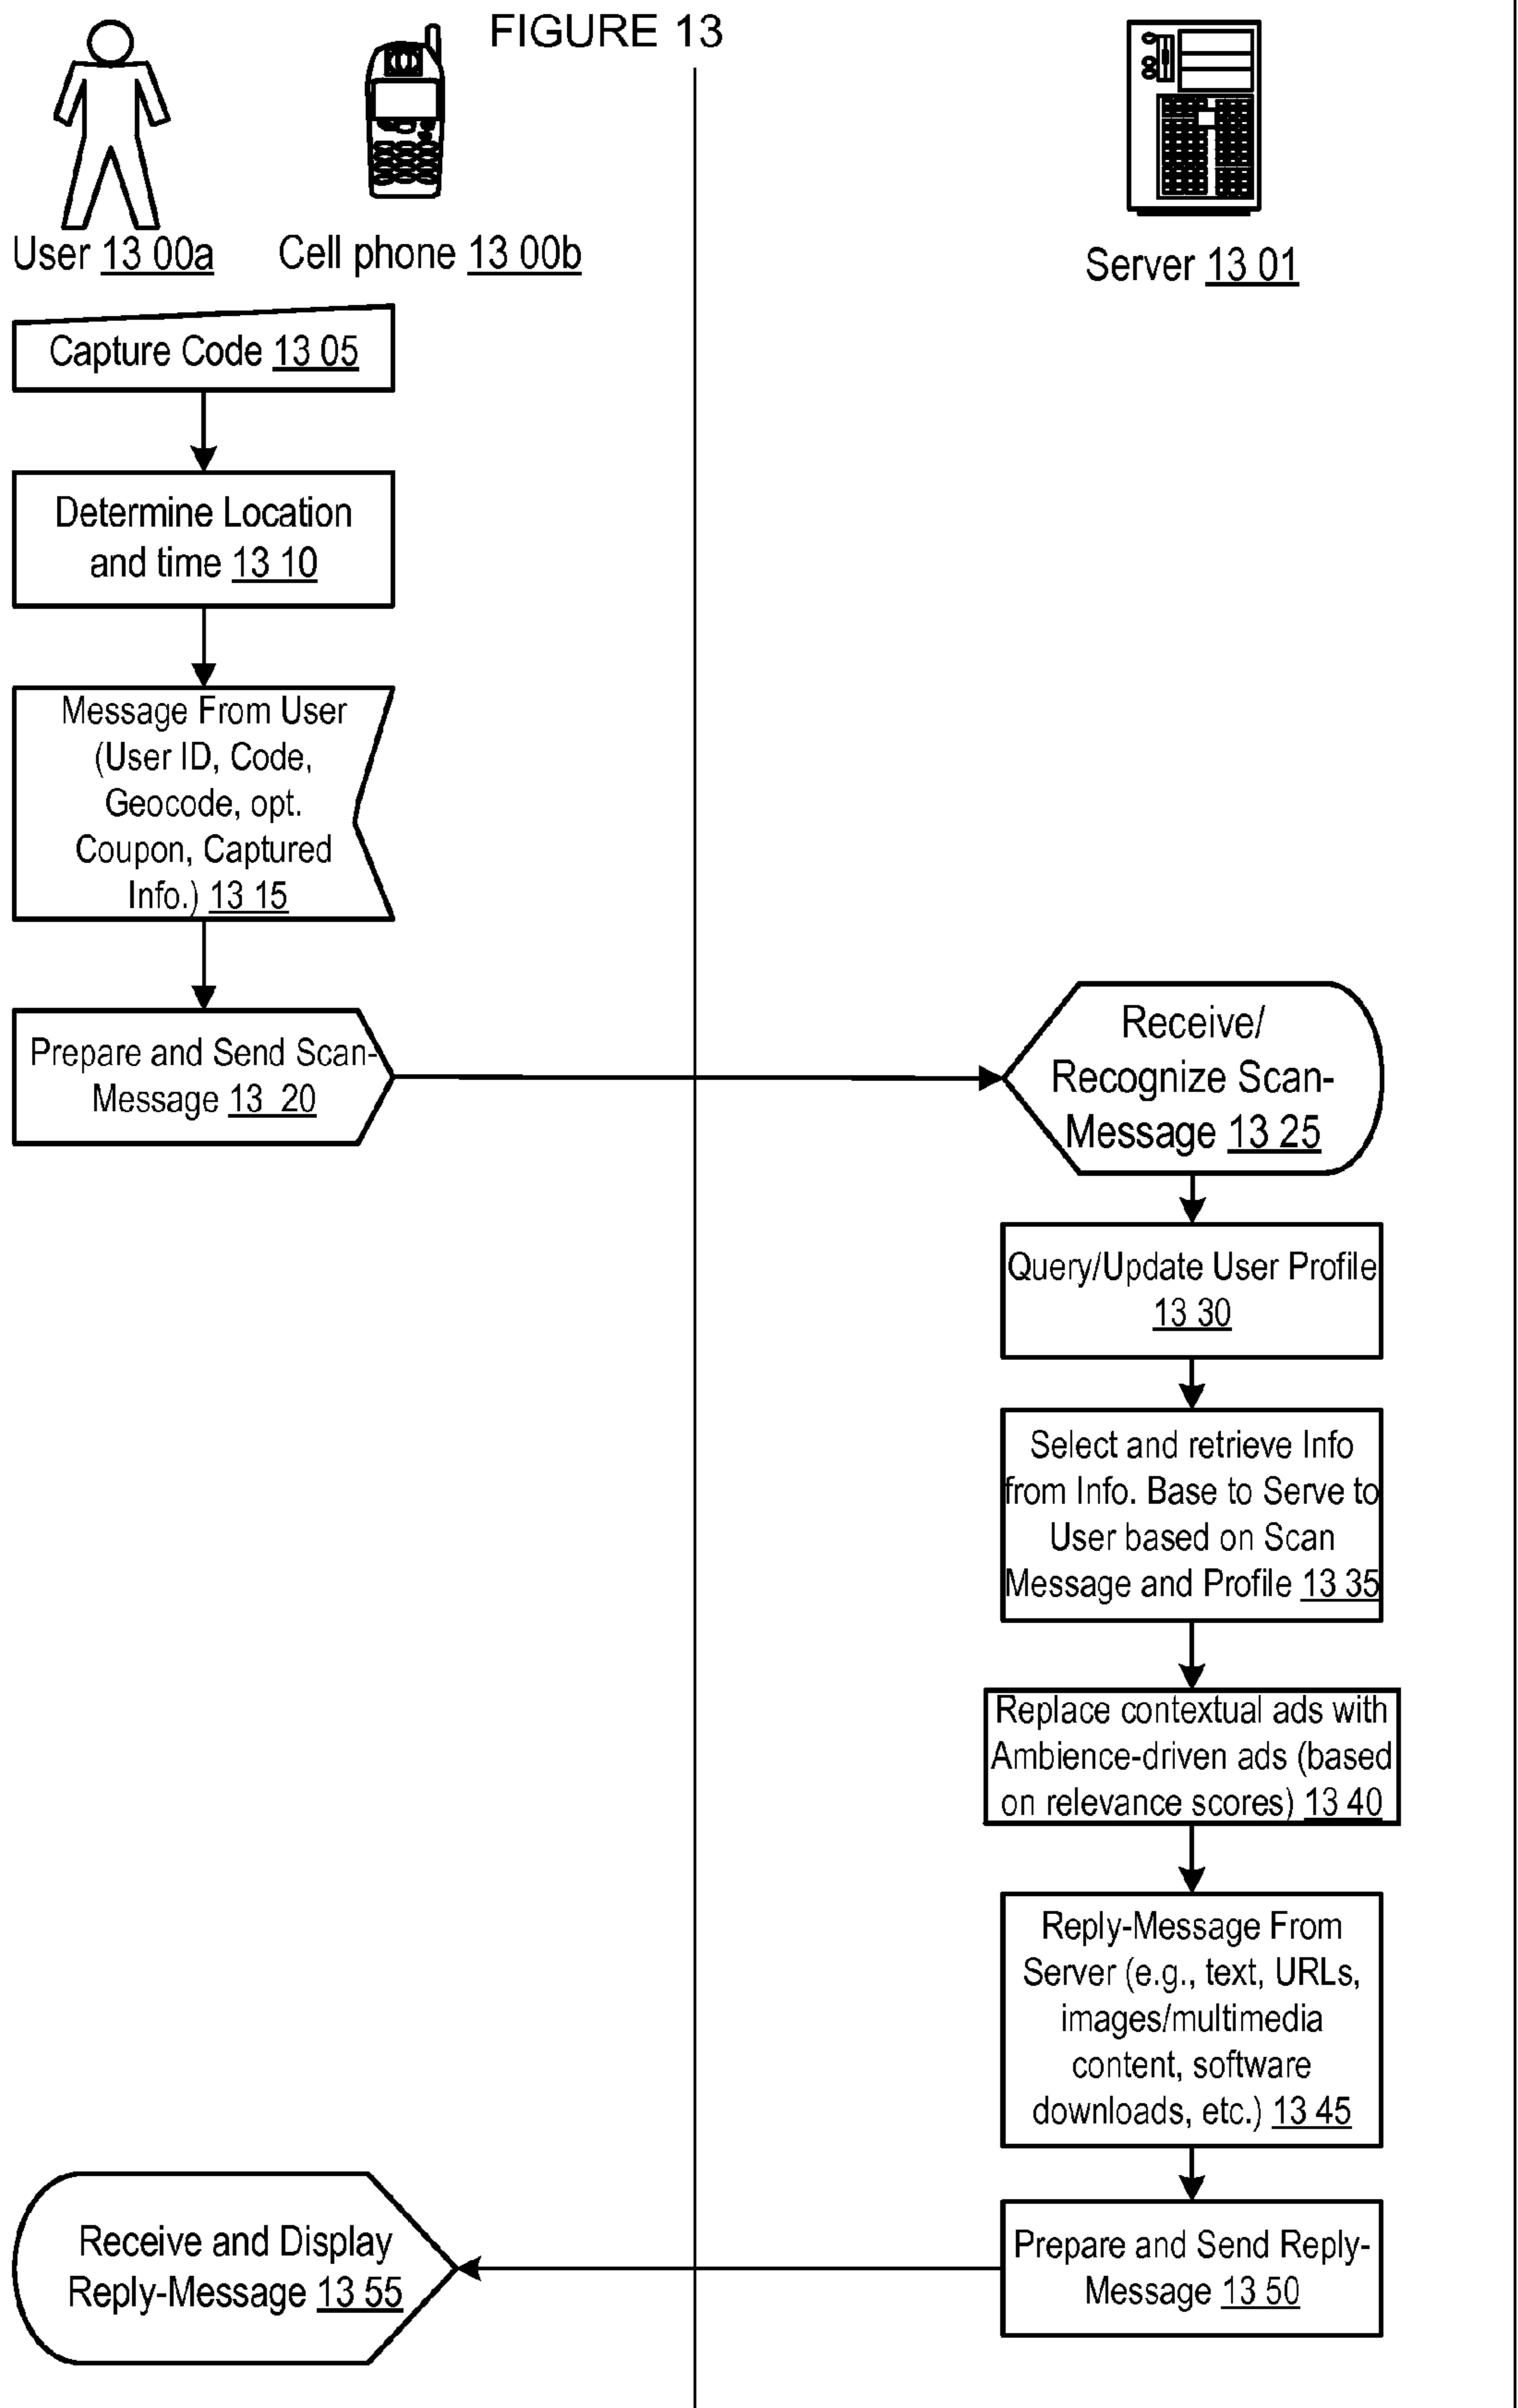 FIGURE 13
User 13 00a
Cell phone 13 00b
Server 13 01
Capture Code 13 05
Determine Location
and time 13 10
Message From User
(User ID, Code,
Geocode, opt.
Coupon, Captured
Info.) 13 15
Prepare and Send Scan-
Message 13 20
Receive/
Recognize Scan-
Message 13 25
Query/Update User Profile
13 30
Select and retrieve Info
from Info. Base to Serve to
User based on Scan
Message and Profile 13 35
Replace contextual ads with
Ambience-driven ads (based
on relevance scores) 13 40
Reply-Message From
Server (e.g., text, URLs,
images/multimedia
content, software
downloads, etc.) 13 45
Prepare and Send Reply-
Message 13 50
Receive and Display
Reply-Message 13 55